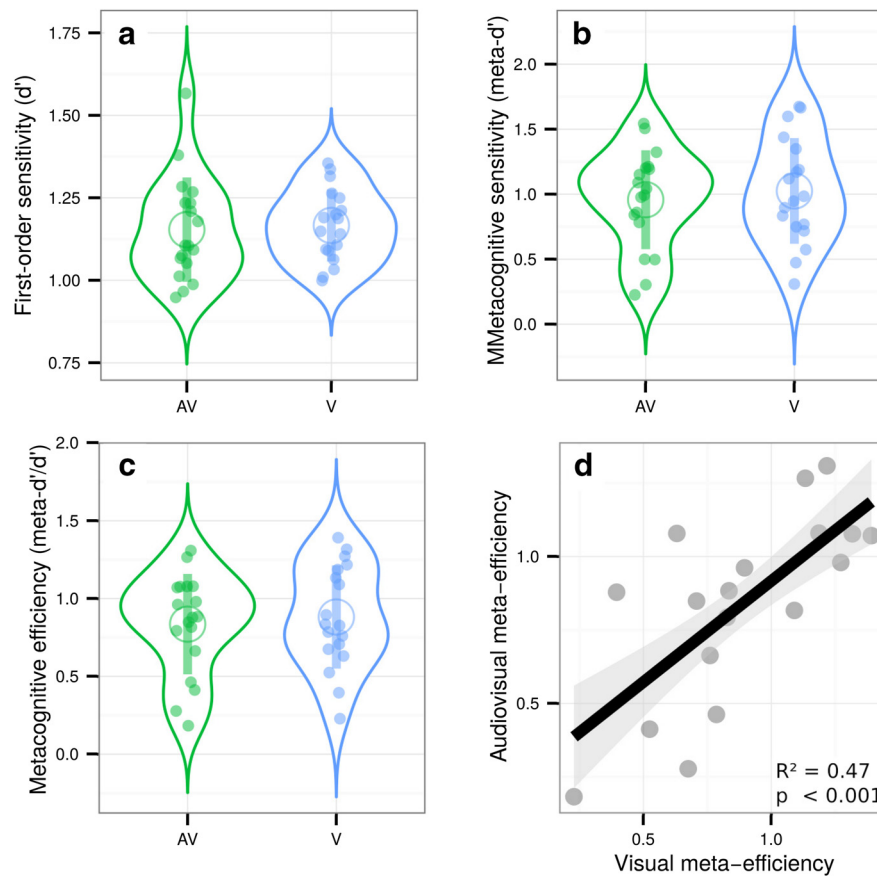 a
First-order sensitivity (d')
1.75
1.50
1.25
1.00
0.75
AV
V
b
MMetacognitive sensitivity (meta-d')
2.0
1.5
1.0
0.5
0.0
AV
V
c
Metacognitive efficiency (meta-d'/d')
2.0
1.5
1.0
0.5
0.0
AV
V
d
Audiovisual meta-efficiency
1.0
0.5
R² = 0.47
p < 0.001
0.5
1.0
Visual meta−efficiency